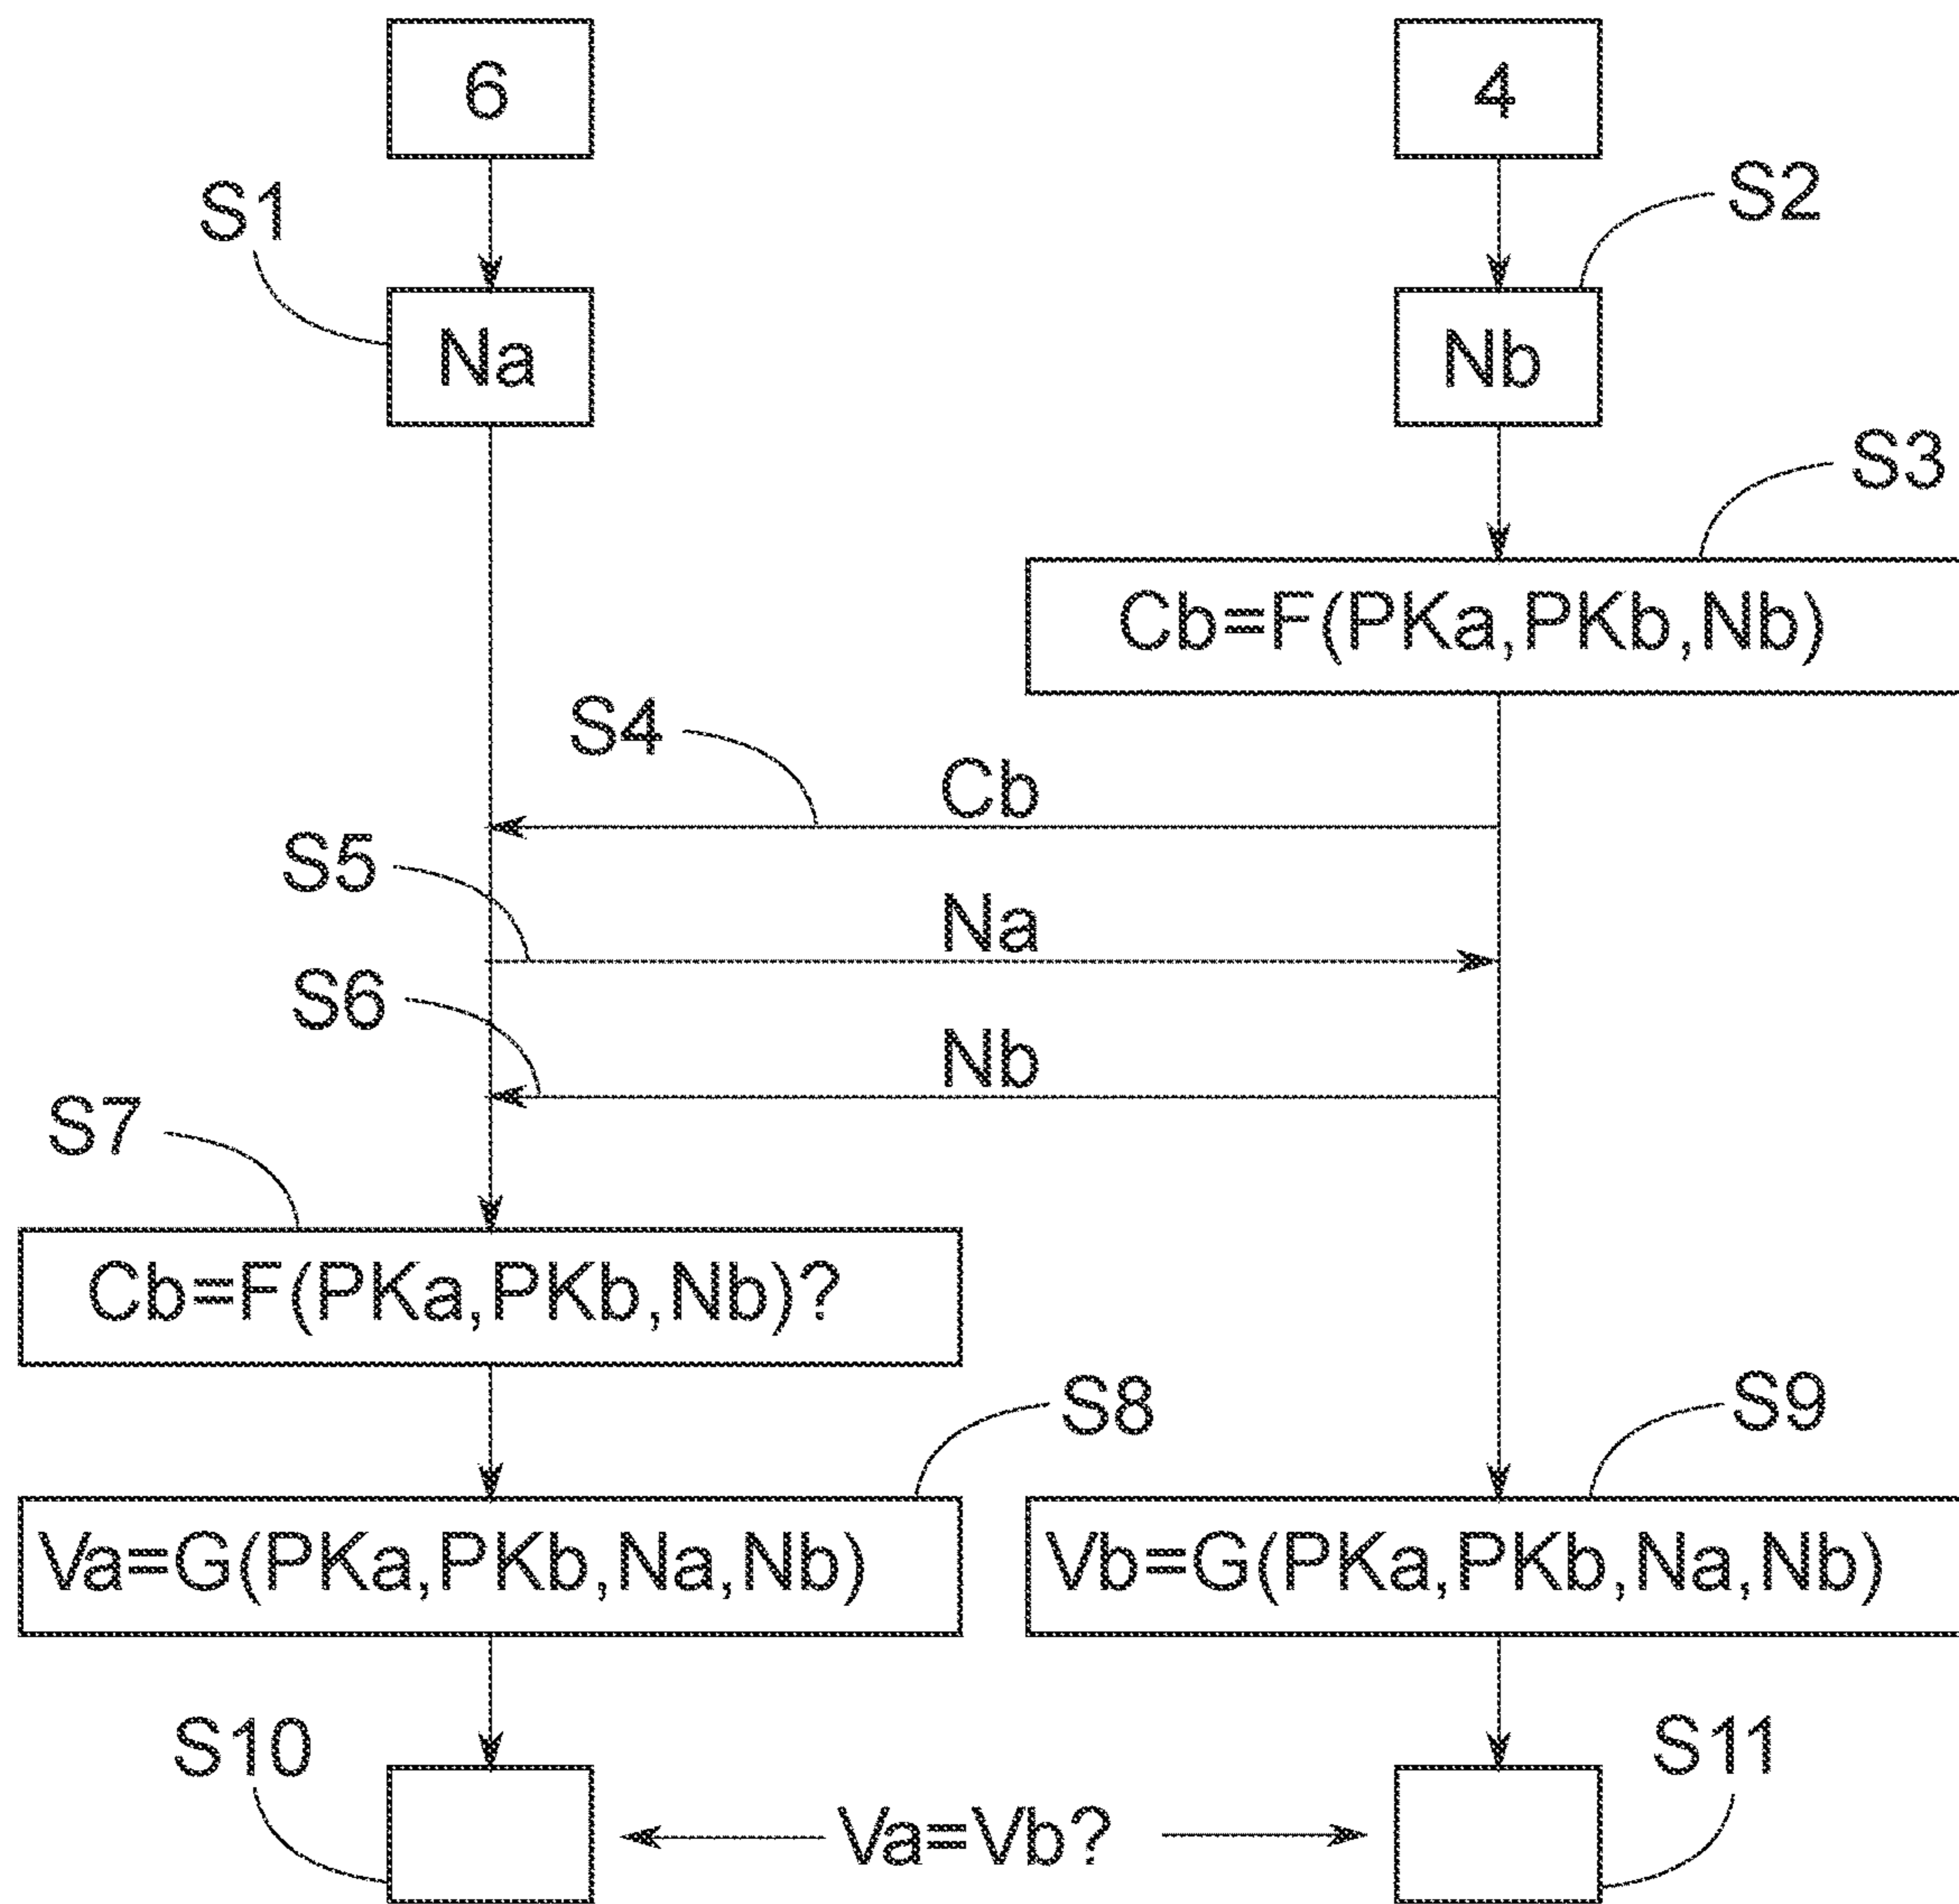 6
4
S1
S2
Na
Nb
S3
Cb=F(PKa,PKb,Nb)
S4
Cb
S5
Na
S6
Nb
S7
Cb=F(PKa,PKb,Nb)?
S8
S9
Va=G(PKa,PKb,Na,Nb)
Vb=G(PKa,PKb,Na,Nb)
S10
S11
Va=Vb?